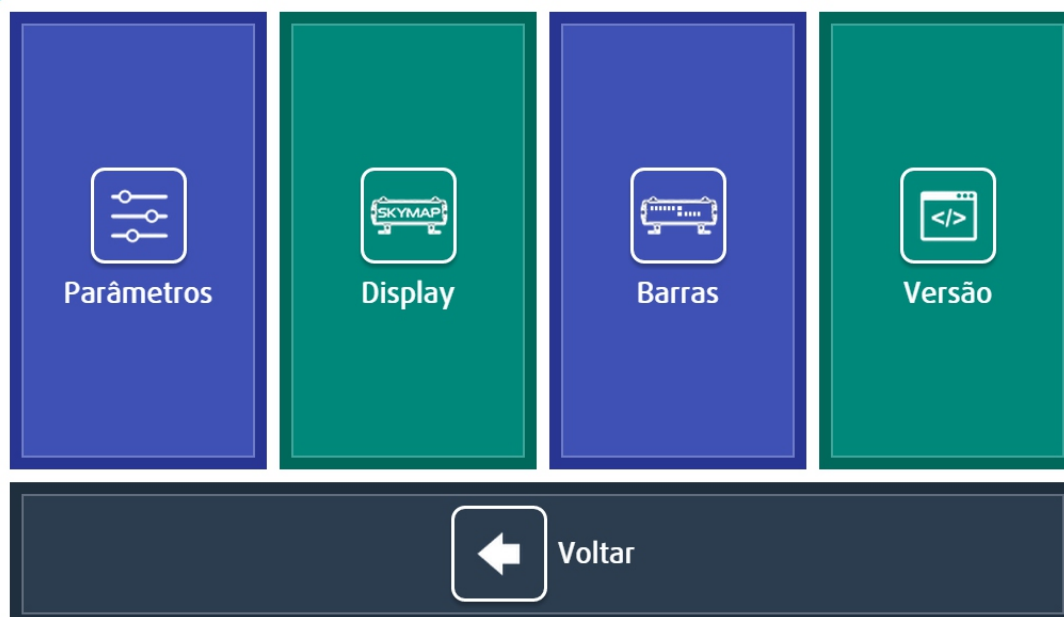 SKYMAP
</>
Parâmetros
Display
Barras
Versão
Voltar